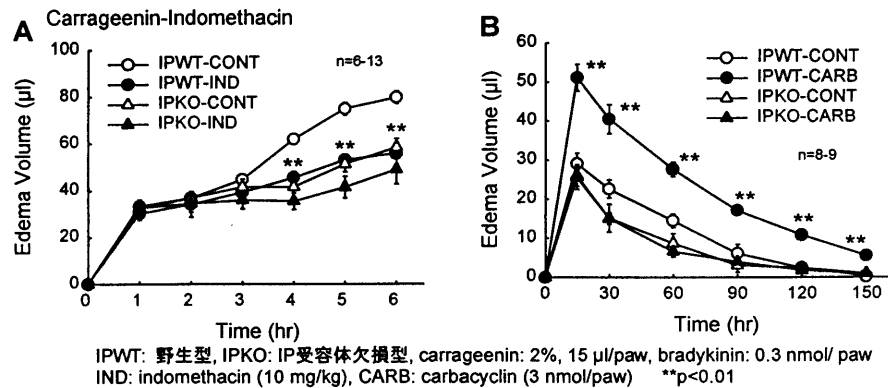 Carrageenin-Indomethacin
A
100
80
60
40
20
0
Edema Volume (µl)
IPWT-CONT
IPWT-IND
IPKO-CONT
IPKO-IND
n=6-13
**
**
**
0 1 2 3 4 5 6
Time (hr)
B
60
50
40
30
20
10
0
Edema Volume (µl)
IPWT-CONT
IPWT-CARB
IPKO-CONT
IPKO-CARB
n=8-9
**
**
**
**
**
**
0 30 60 90 120 150
Time (hr)
IPWT: 野生型, IPKO: IP受容体欠損型, carrageenin: 2%, 15 µl/paw, bradykinin: 0.3 nmol/ paw
IND: indomethacin (10 mg/kg), CARB: carbacyclin (3 nmol/paw) **p<0.01